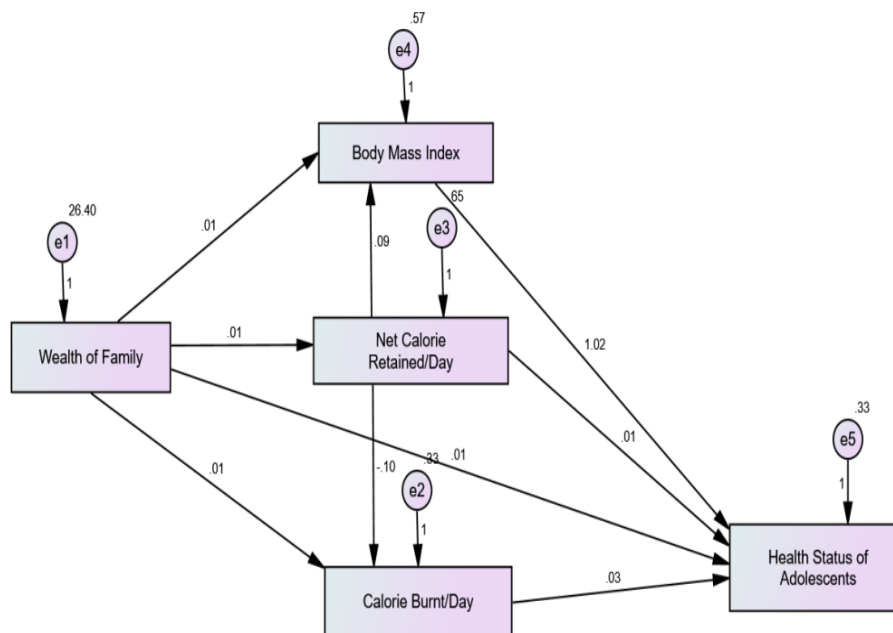 .57
e4
1
Body Mass Index
26.40
e1
1
.01
.65
e3
.09
1
Wealth of Family
.01
Net Calorie
Retained/Day
1.02
.01
.01
.01
-.10
.33
e2
1
.33
e5
1
Health Status of
Adolescents
.03
Calorie Burnt/Day